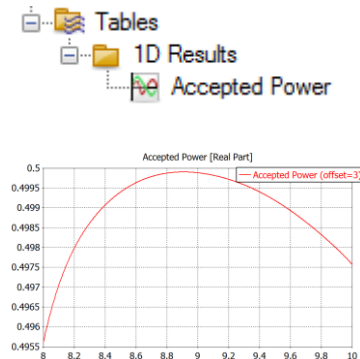 Tables
1D Results
Accepted Power
Accepted Power [Real Part]
Accepted Power (offset=3)
0.5
0.4995
0.499
0.4985
0.498
0.4975
0.497
0.4965
0.496
0.4955
8 8.2 8.4 8.6 8.8 9 9.2 9.4 9.6 9.8 10